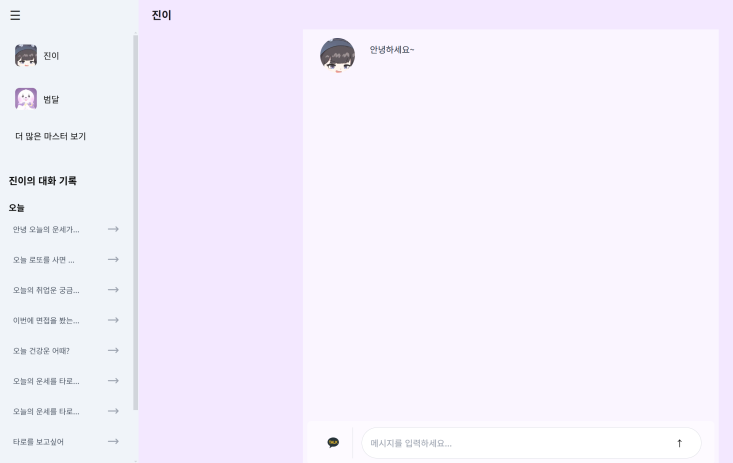 ☰
진이
진이
범달
더 많은 마스터 보기
진이의 대화 기록
오늘
안녕 오늘의 운세가...
오늘 로또를 사면 ...
오늘의 취업운 궁금...
이번에 면접을 봤는...
오늘 건강운 어때?
오늘의 운세를 타로...
오늘의 운세를 타로...
타로를 보고싶어
안녕하세요~
TALK
메시지를 입력하세요...